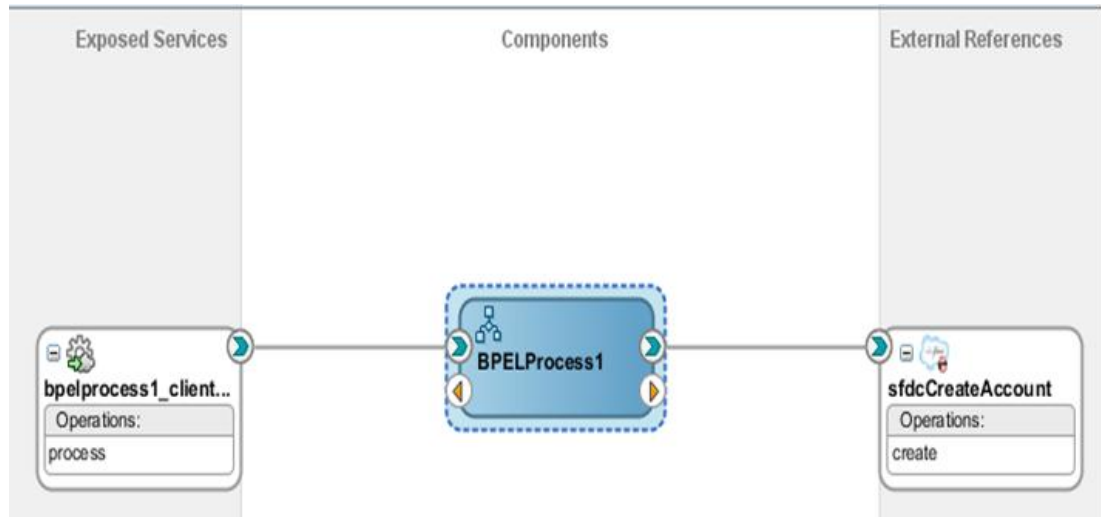 Exposed Services
Components
External References
BPELProcess1
bpelprocess1_client...
Operations:
process
sfdcCreateAccount
Operations:
create